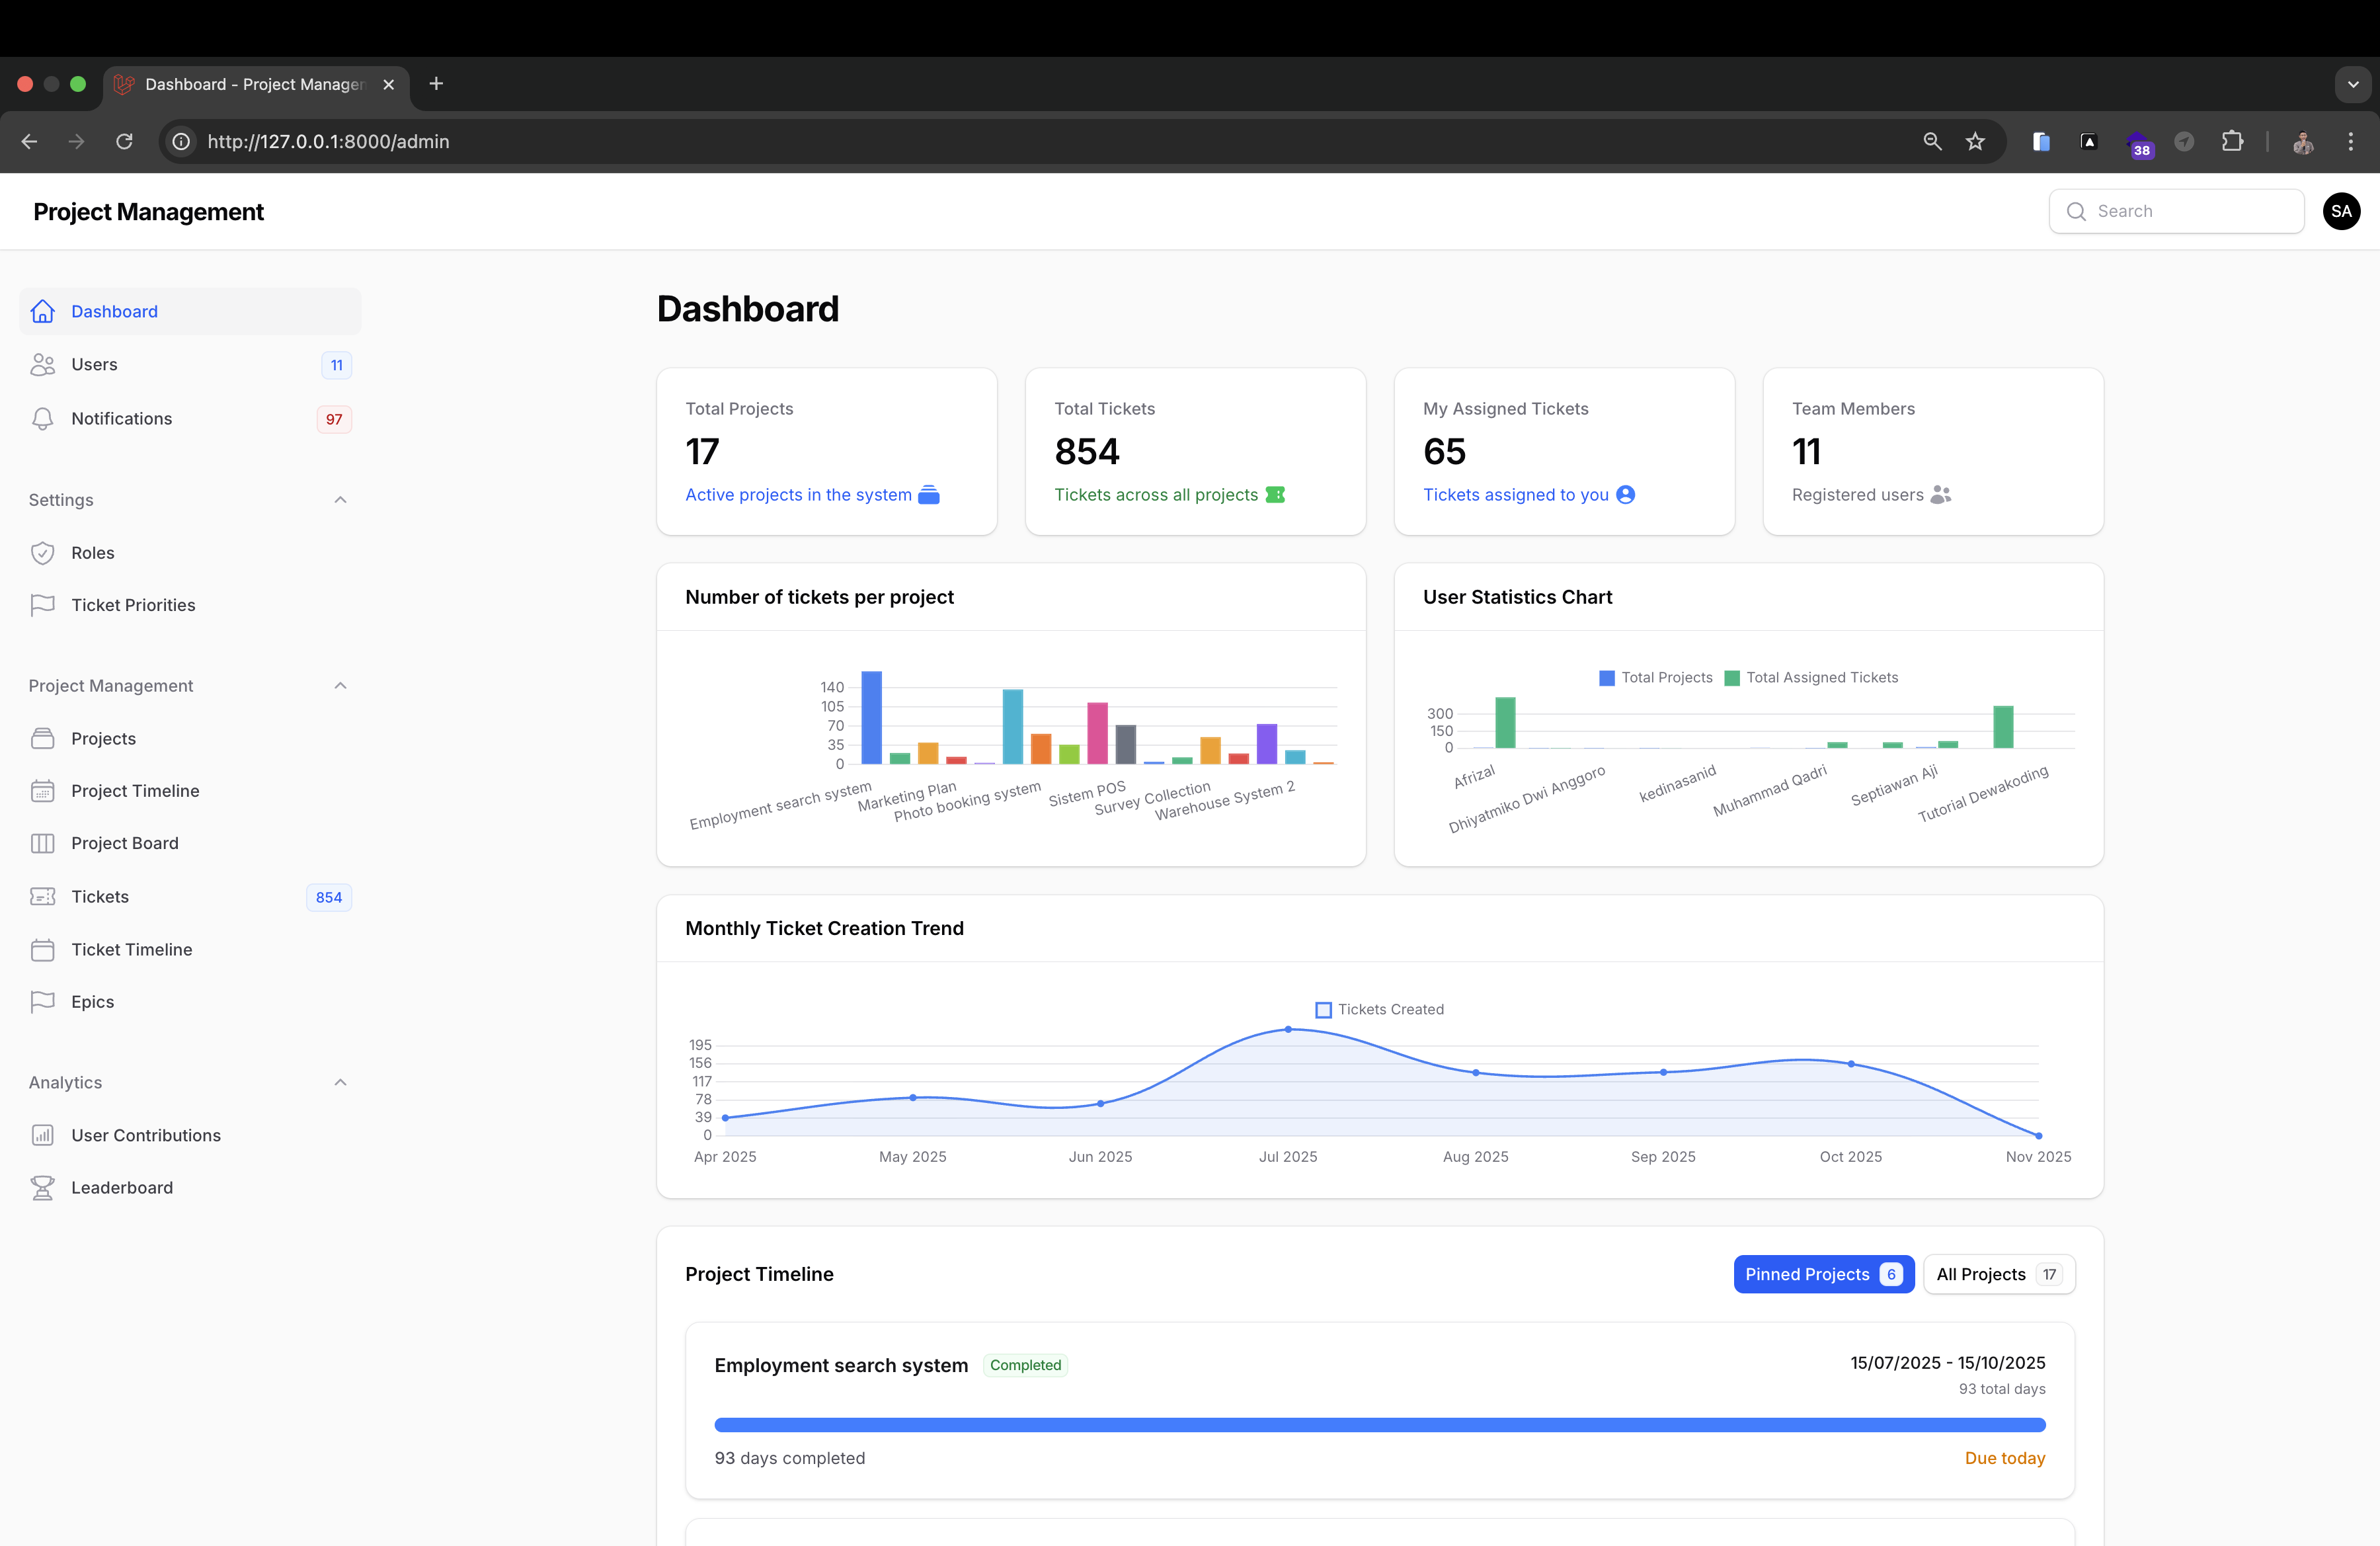 Dashboard - Project Managen
http://127.0.0.1:8000/admin
38
Project Management
Search
SA
Dashboard
Users
11
Notifications
97
Settings
Roles
Ticket Priorities
Project Management
Projects
Project Timeline
Project Board
Tickets
854
Ticket Timeline
Epics
Analytics
User Contributions
Leaderboard
Dashboard
Total Projects
17
Active projects in the system
Total Tickets
854
Tickets across all projects
My Assigned Tickets
65
Tickets assigned to you
Team Members
11
Registered users
Number of tickets per project
140
105
70
35
0
Employment search system
Marketing Plan
Photo booking system
Sistem POS
Survey Collection
Warehouse System 2
User Statistics Chart
Total Projects
Total Assigned Tickets
300
150
0
Afrizal
Dhiyatmiko Dwi Anggoro
kedinasanid
Muhammad Qadri
Septiawan Aji
Tutorial Dewakoding
Monthly Ticket Creation Trend
Tickets Created
195
156
117
78
39
0
Apr 2025
May 2025
Jun 2025
Jul 2025
Aug 2025
Sep 2025
Oct 2025
Nov 2025
Project Timeline
Pinned Projects 6
All Projects 17
Employment search system
Completed
15/07/2025 - 15/10/2025
93 total days
93 days completed
Due today